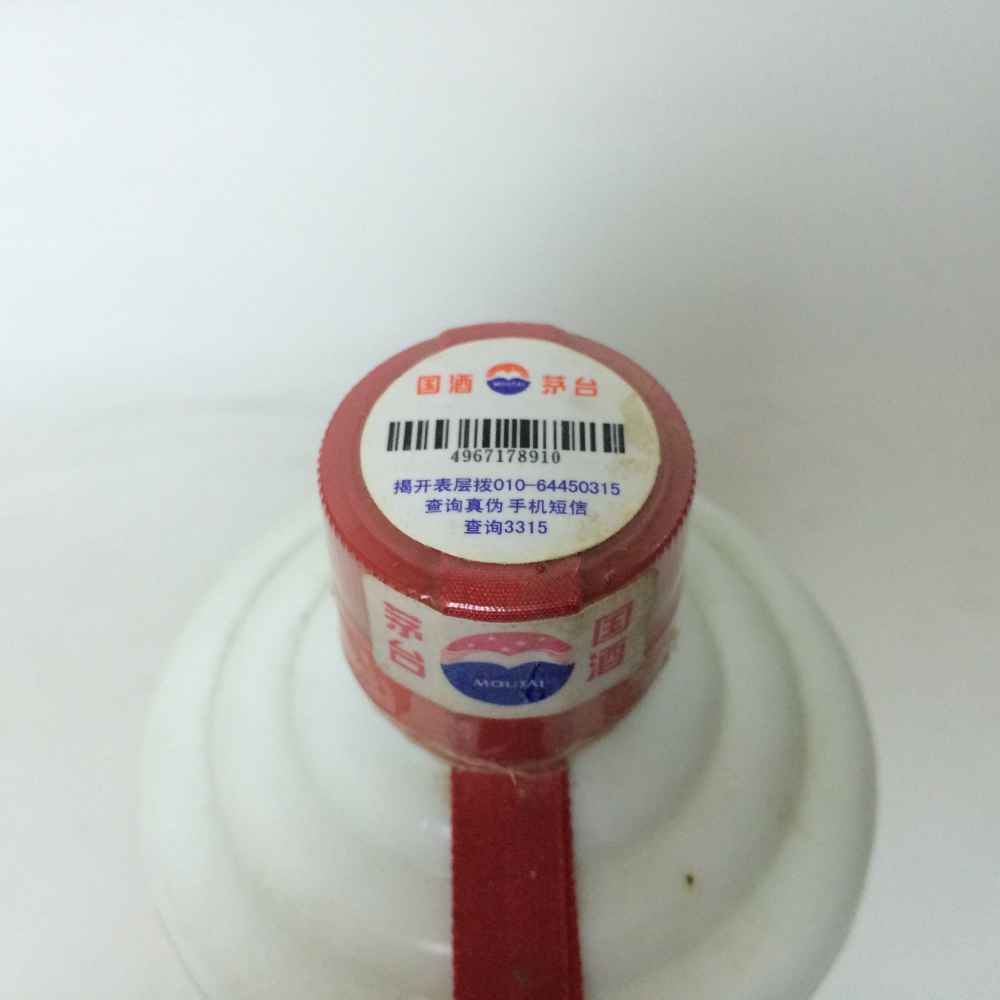 国酒 MOUTAI 茅台
4967178910
揭开表层拨010-64450315
查询真伪 手机短信
查询3315
茅台 MOUTAI 国酒